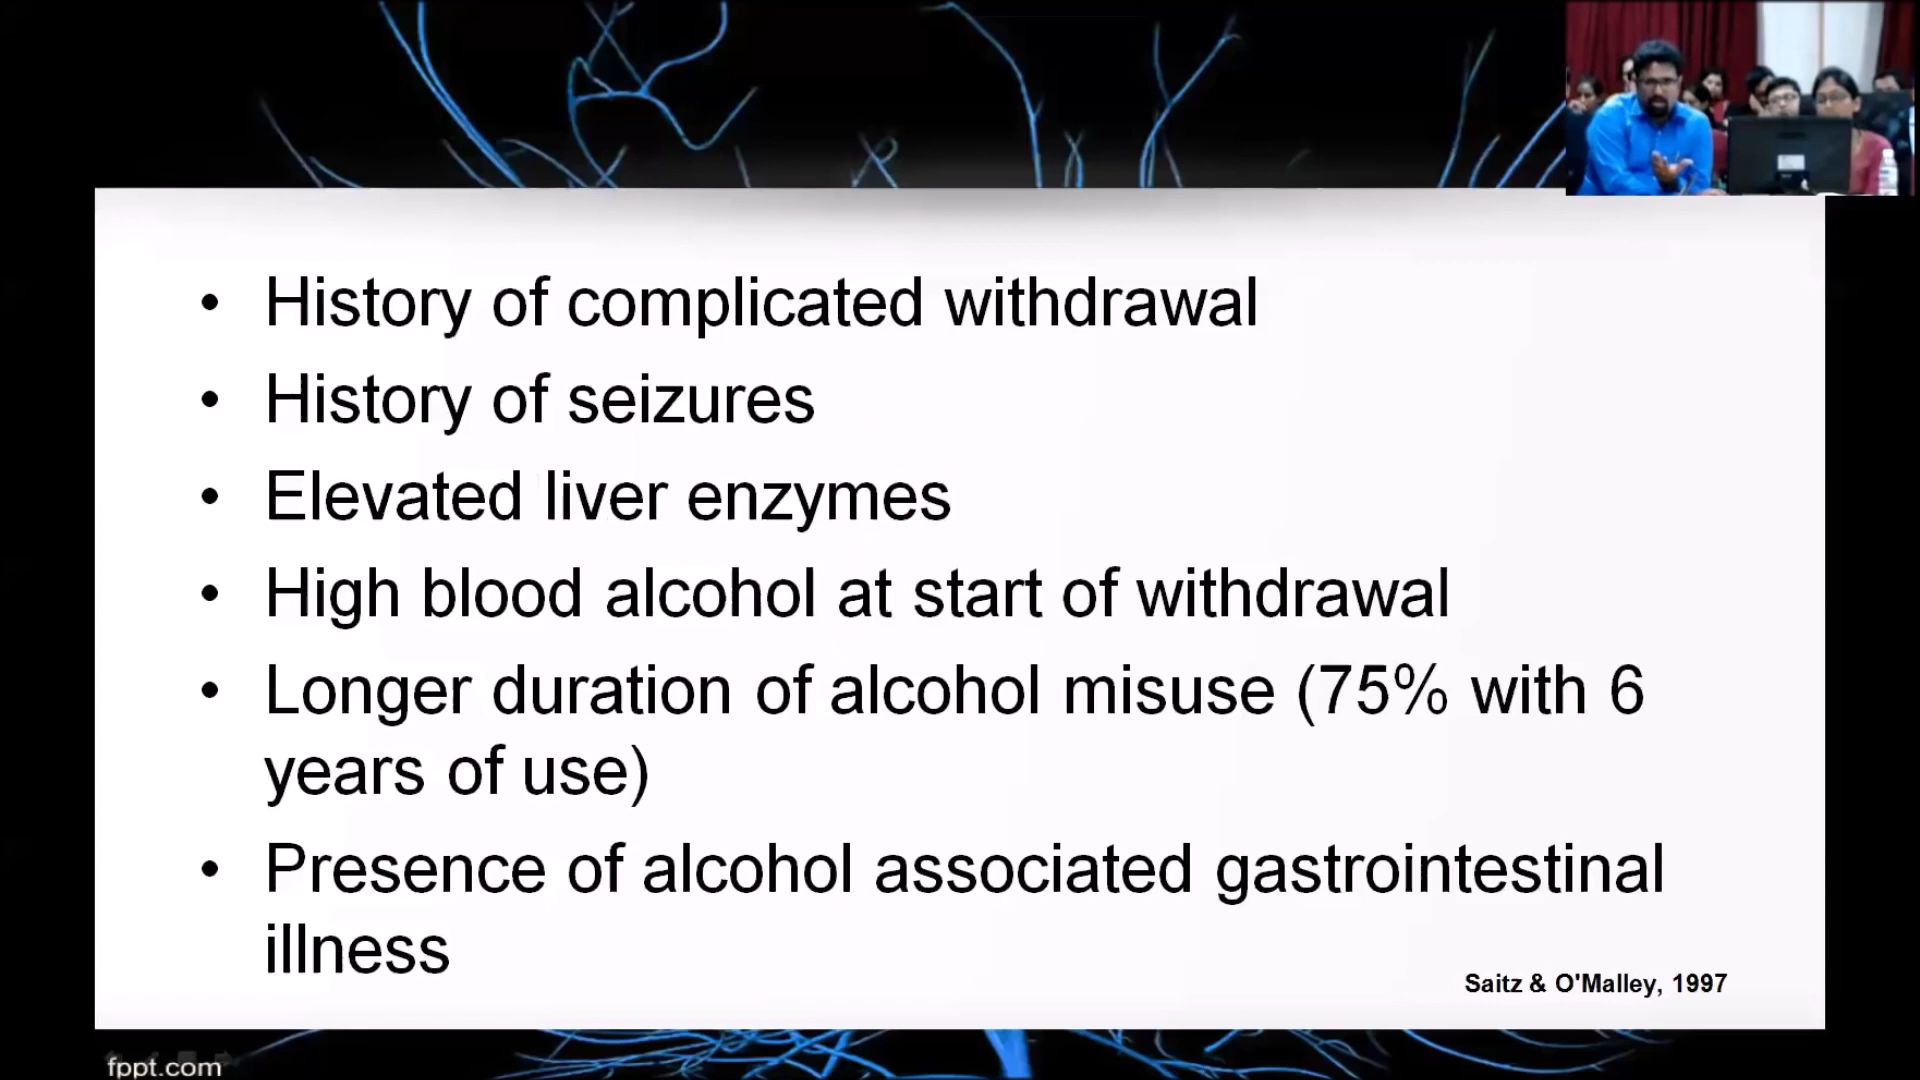 • History of complicated withdrawal
• History of seizures
• Elevated liver enzymes
• High blood alcohol at start of withdrawal
• Longer duration of alcohol misuse (75% with 6
years of use)
• Presence of alcohol associated gastrointestinal
illness
Saitz & O'Malley, 1997
fppt.com